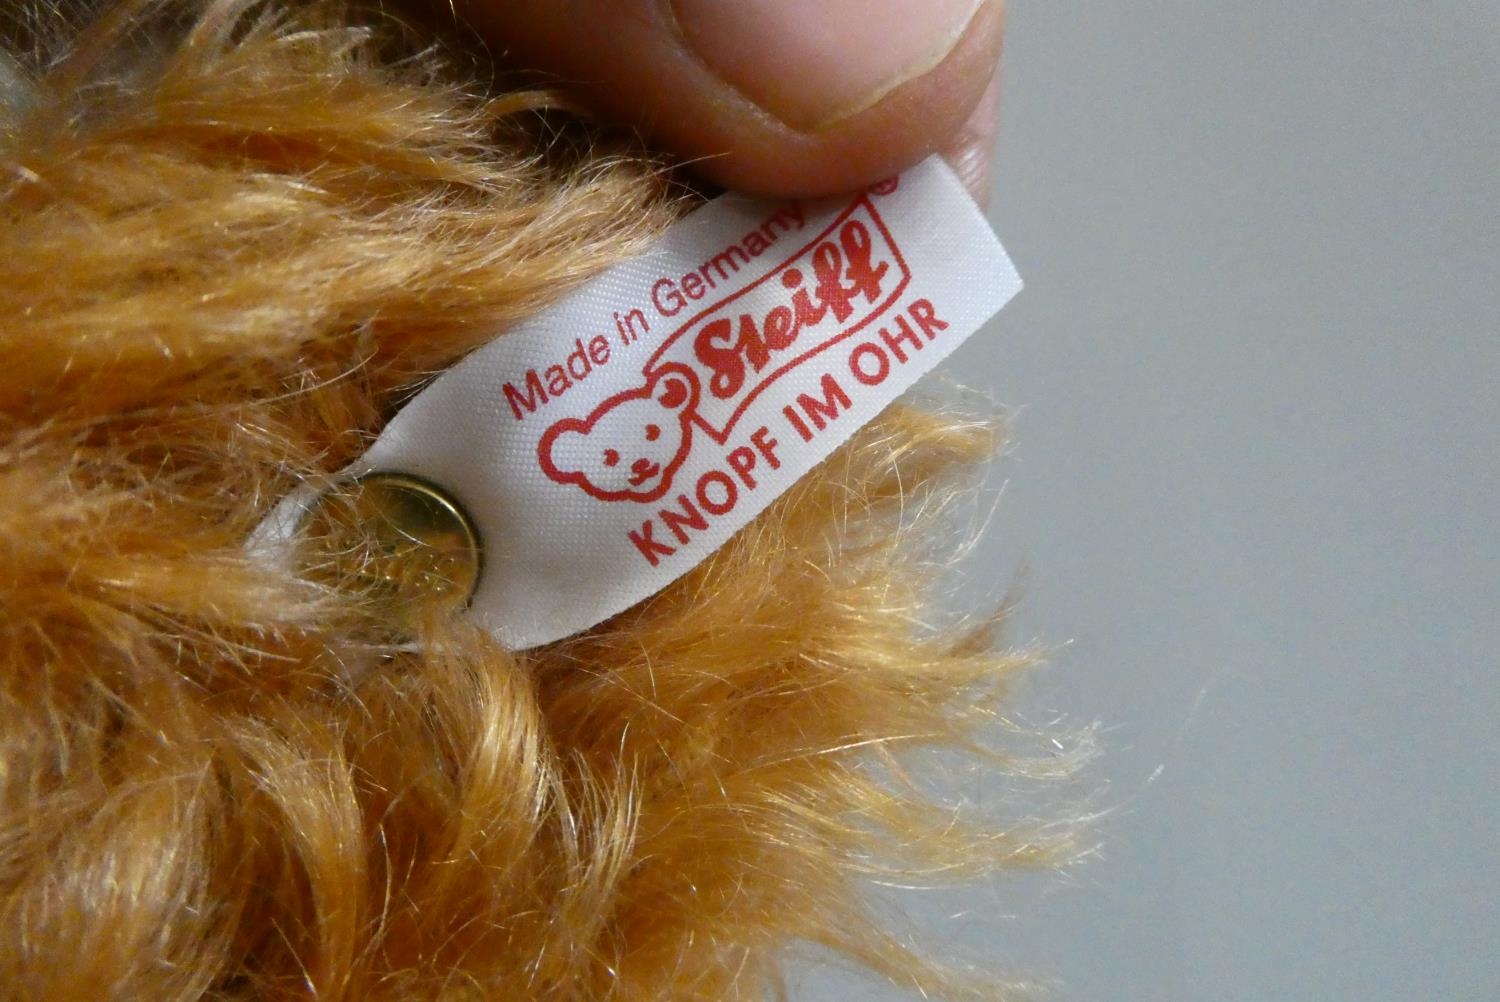 Made in Germany
Steiff ®
KNOPF IM OHR